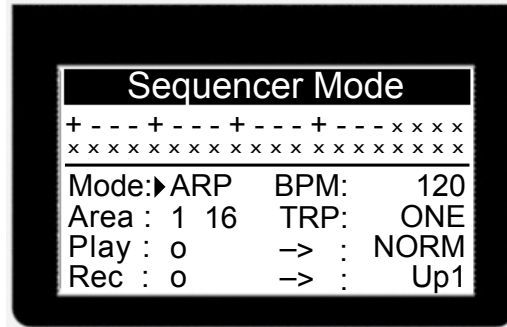 Sequencer Mode
+ - - - + - - - + - - - + - - - x x x x
x x x x x x x x x x x x x x x x x x x x
Mode:▶ARP BPM: 120
Area : 1 16 TRP: ONE
Play : o –> : NORM
Rec : o –> : Up1